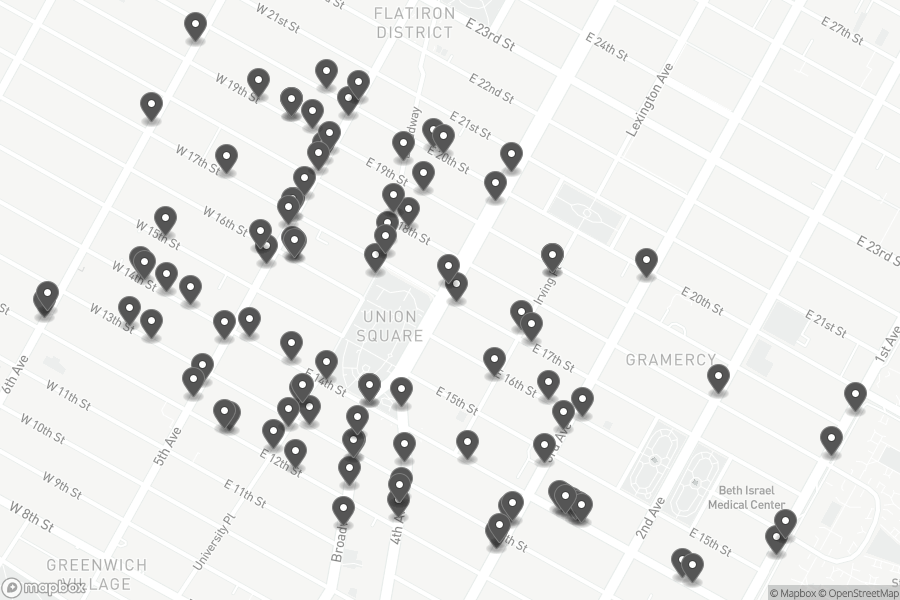 FLATIRON
DISTRICT
W 21st St
E 23rd St
E 24th St
E 27th St
W 19th St
E 22nd St
Lexington Ave
E 21st St
W 17th St
E 20th St
E 19th St
W 16th St
W 15th St
E 23rd St
W 14th St
Irving
E 20th St
W 13th St
UNION
SQUARE
E 21st St
E 17th St
1st Ave
GRAMERCY
6th Ave
E 14th St
E 16th St
W 11th St
E 15th St
W 10th St
5th Ave
E 12th St
W 9th St
E 11th St
Beth Israel
Medical Center
W 8th St
University Pl
4th A
2nd Ave
E 15th St
Broad
GREENWICH
VILLAGE
mapbox
© Mapbox © OpenStreetMap